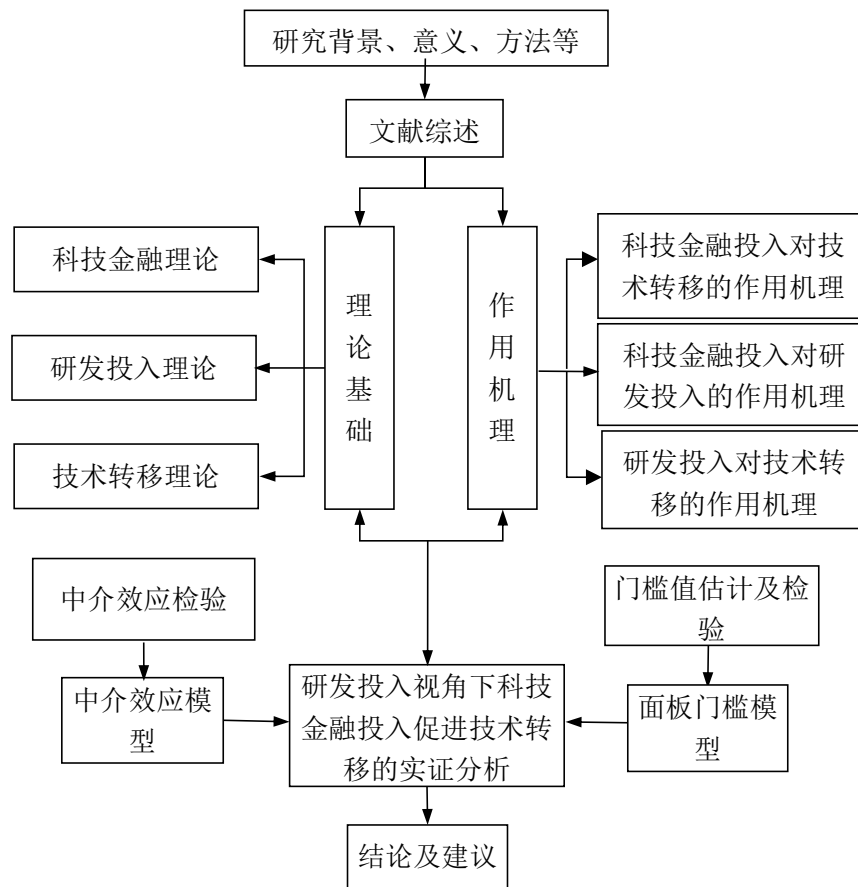 研究背景、意义、方法等
文献综述
科技金融理论
研发投入理论
技术转移理论
理
论
基
础
作
用
机
理
科技金融投入对技
术转移的作用机理
科技金融投入对研
发投入的作用机理
研发投入对技术转
移的作用机理
中介效应检验
中介效应模
型
研发投入视角下科技
金融投入促进技术转
移的实证分析
门槛值估计及检
验
面板门槛模
型
结论及建议